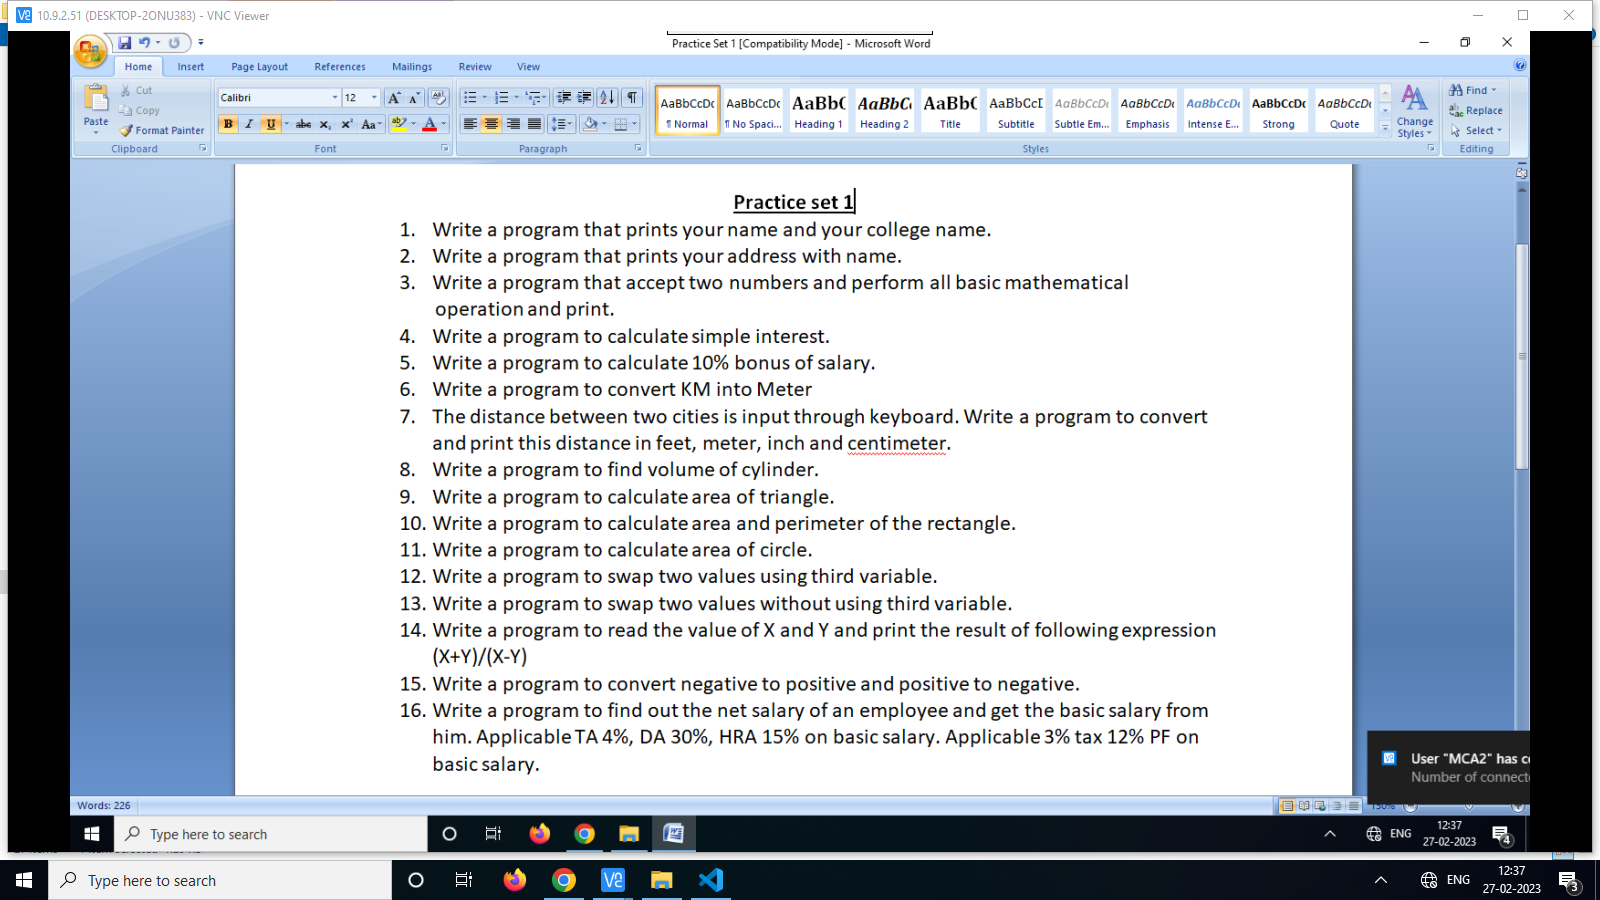 10.9.2.51 (DESKTOP-2ONU383) - VNC Viewer
Practice Set 1 [Compatibility Mode] - Microsoft Word
Home Insert Page Layout References Mailings Review View
Paste
Cut
Copy
Format Painter
Clipboard
Calibri 12
Font
Paragraph
AaBbCcDc AaBbCcDc AaBbC AaBbCc AaBbC AaBbCcI AaBbCcDc AaBbCcDc AaBbCcDc AaBbCcDc AaBbCcDc
¶ Normal ¶ No Spaci... Heading 1 Heading 2 Title Subtitle Subtle Em... Emphasis Intense E... Strong Quote
Change Styles
Styles
Find
Replace
Select
Editing
Practice set 1
1. Write a program that prints your name and your college name.
2. Write a program that prints your address with name.
3. Write a program that accept two numbers and perform all basic mathematical
operation and print.
4. Write a program to calculate simple interest.
5. Write a program to calculate 10% bonus of salary.
6. Write a program to convert KM into Meter
7. The distance between two cities is input through keyboard. Write a program to convert
and print this distance in feet, meter, inch and centimeter.
8. Write a program to find volume of cylinder.
9. Write a program to calculate area of triangle.
10. Write a program to calculate area and perimeter of the rectangle.
11. Write a program to calculate area of circle.
12. Write a program to swap two values using third variable.
13. Write a program to swap two values without using third variable.
14. Write a program to read the value of X and Y and print the result of following expression
(X+Y)/(X-Y)
15. Write a program to convert negative to positive and positive to negative.
16. Write a program to find out the net salary of an employee and get the basic salary from
him. Applicable TA 4%, DA 30%, HRA 15% on basic salary. Applicable 3% tax 12% PF on
basic salary.
User "MCA2" has
Number of
Words: 226
150%
Type here to search
ENG
12:37
27-02-2023
4
Type here to search
ENG
12:37
27-02-2023
3